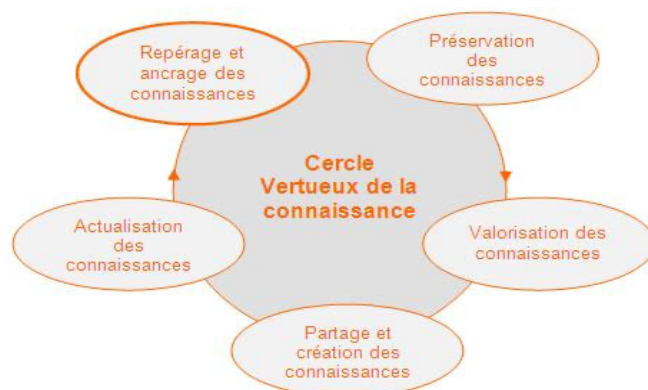 Repérage et
ancrage des
connaissances
Préservation
des
connaissances
Cercle
Vertueux de la
connaissance
Actualisation
des
connaissances
Valorisation des
connaissances
Partage et
création des
connaissances